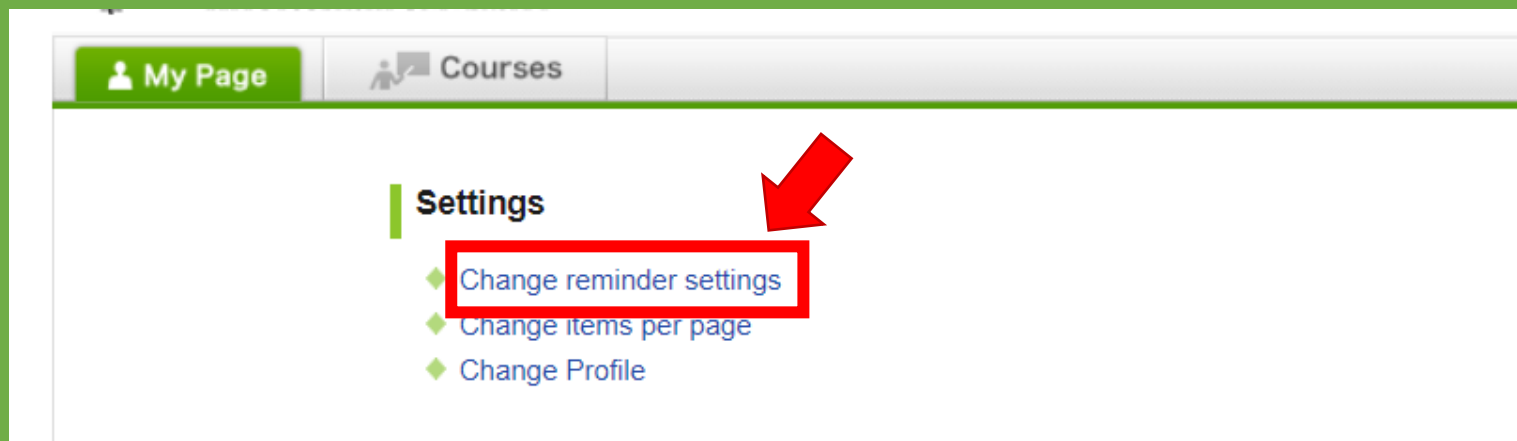 My Page Courses
Settings
Change reminder settings
Change items per page
Change Profile